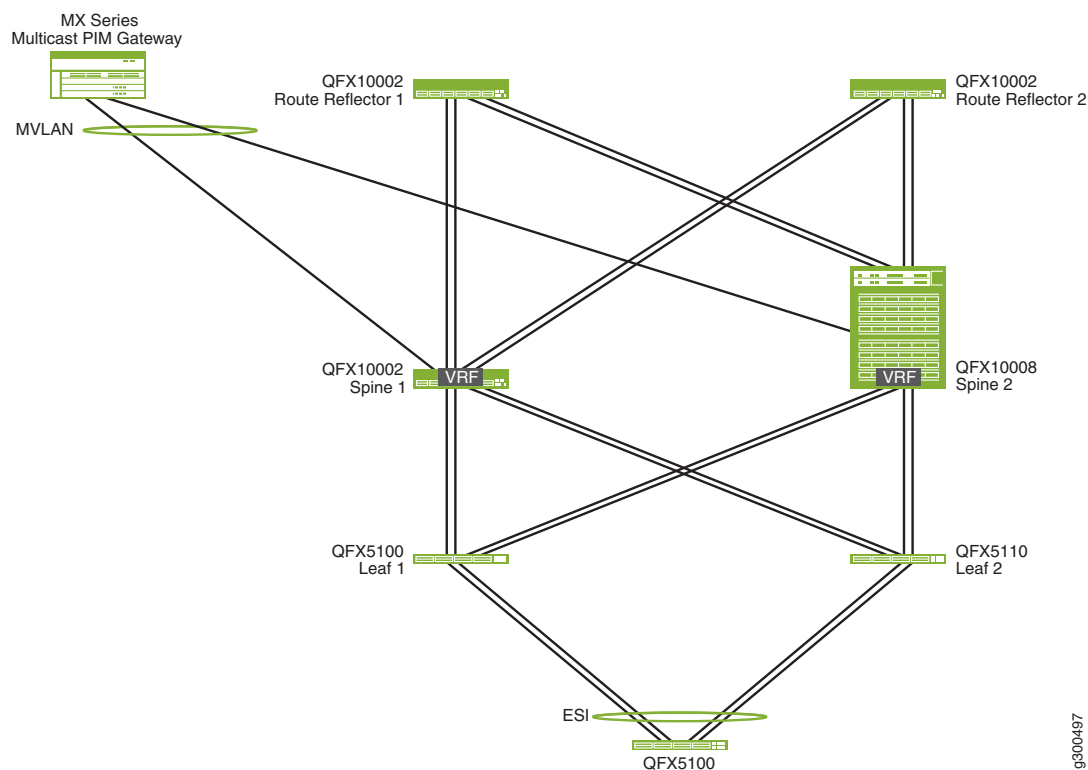 MX Series
Multicast PIM Gateway
MVLAN
QFX10002
Route Reflector 1
QFX10002
Route Reflector 2
QFX10002
Spine 1
VRF
VRF
QFX10008
Spine 2
QFX5100
Leaf 1
QFX5110
Leaf 2
ESI
QFX5100
g300497